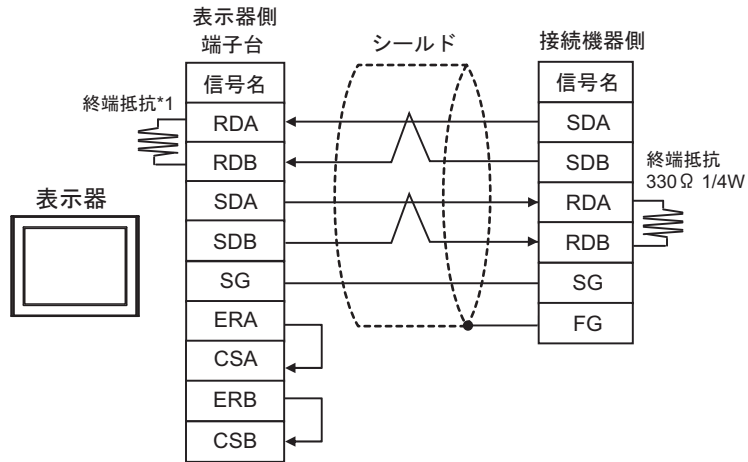 表示器側
端子台
シールド
接続機器側
信号名
信号名
終端抵抗*1
RDA
SDA
RDB
SDB
終端抵抗
330Ω 1/4W
表示器
SDA
RDA
SDB
RDB
SG
SG
ERA
FG
CSA
ERB
CSB